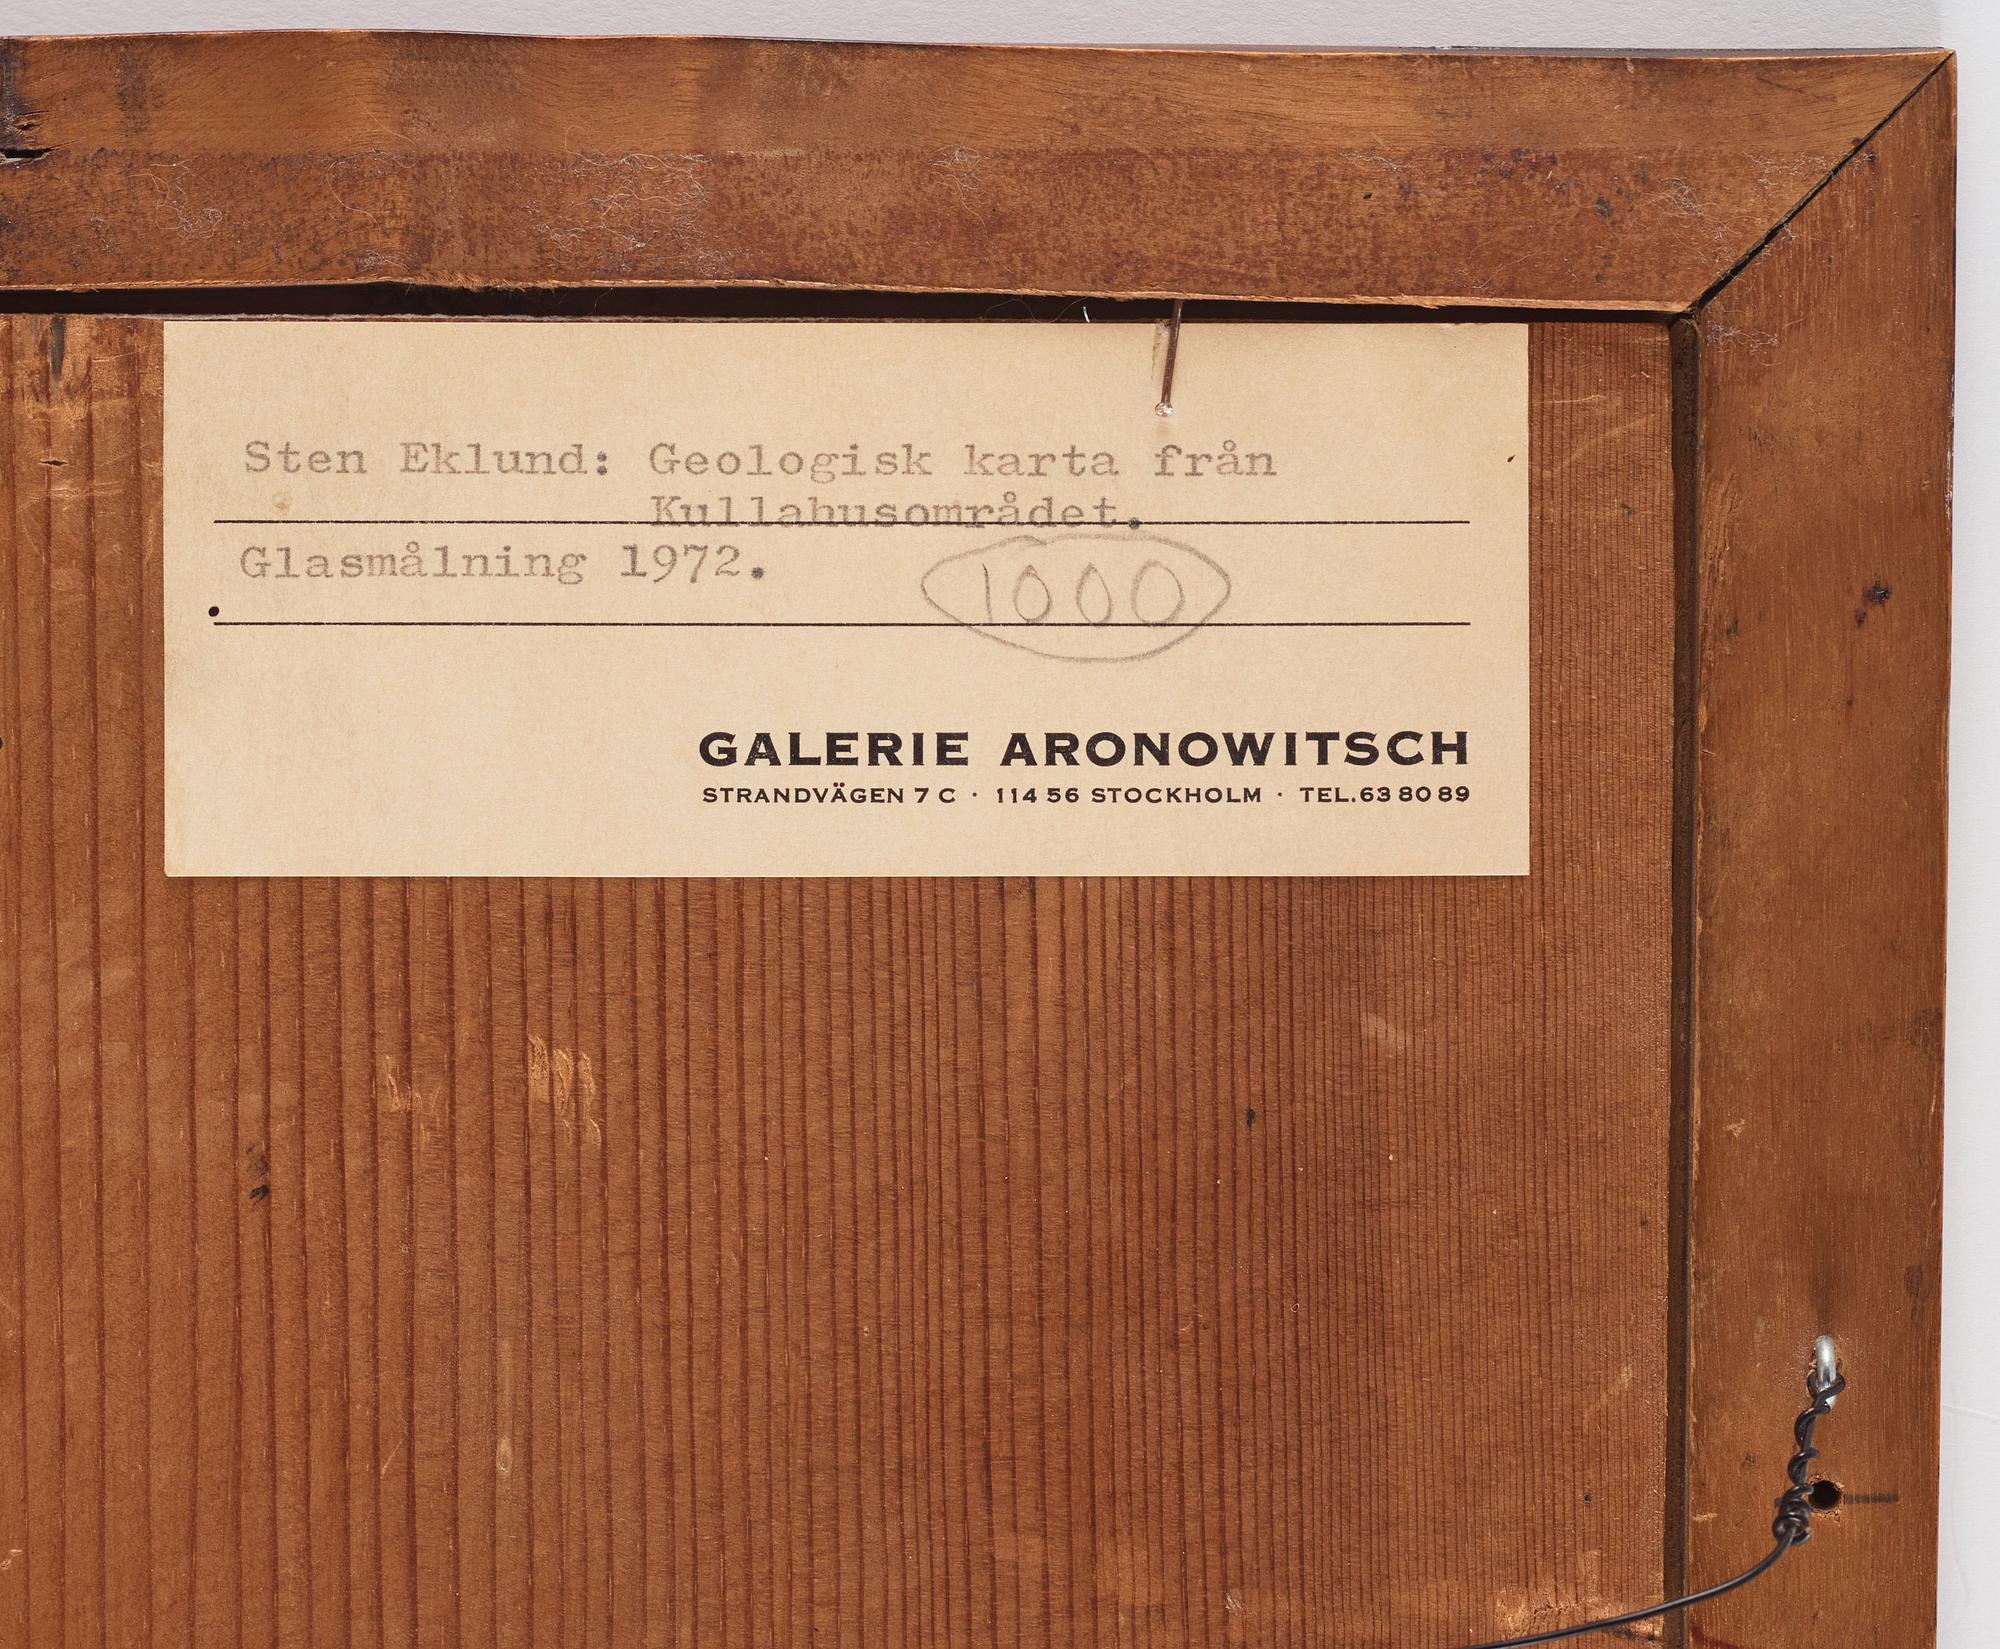 Sten Eklund: Geologisk karta från
Kullahusområdet.
Glasmålning 1972.
1000
GALERIE ARONOWITSCH
STRANDVÄGEN 7 C · 114 56 STOCKHOLM · TEL. 63 80 89